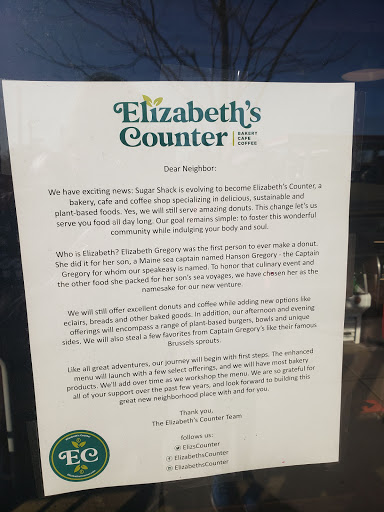 Elizabeth's
Counter
BAKERY
CAFE
COFFEE
Dear Neighbor:
We have exciting news: Sugar Shack is evolving to become Elizabeth's Counter, a
bakery, cafe and coffee shop specializing in delicious, sustainable and
plant-based foods. Yes, we will still serve amazing donuts. This change let's us
serve you food all day long. Our goal remains simple: to foster this wonderful
community while indulging your body and soul.
Who is Elizabeth? Elizabeth Gregory was the first person to ever make a donut.
She did it for her son, a Maine sea captain named Hanson Gregory - the Captain
Gregory for whom our speakeasy is named. To honor that culinary event and
the other food she packed for her son's sea voyages, we have chosen her as the
namesake for our new venture.
We will still offer excellent donuts and coffee while adding new options like
eclairs, breads and other baked goods. In addition, our afternoon and evening
offerings will encompass a range of plant-based burgers, bowls and unique
sides. We will also steal a few favorites from Captain Gregory's like their famous
Brussels sprouts.
Like all great adventures, our journey will begin with first steps. The enhanced
menu will launch with a few select offerings, and we will have most bakery
products. We'll add over time as we workshop the menu. We are so grateful for
all of your support over the past few years, and look forward to building this
great new neighborhood place with and for you.
Thank you,
The Elizabeth's Counter Team
follows us:
ElizsCounter
ElizabethsCounter
ElizabethsCounter
EC